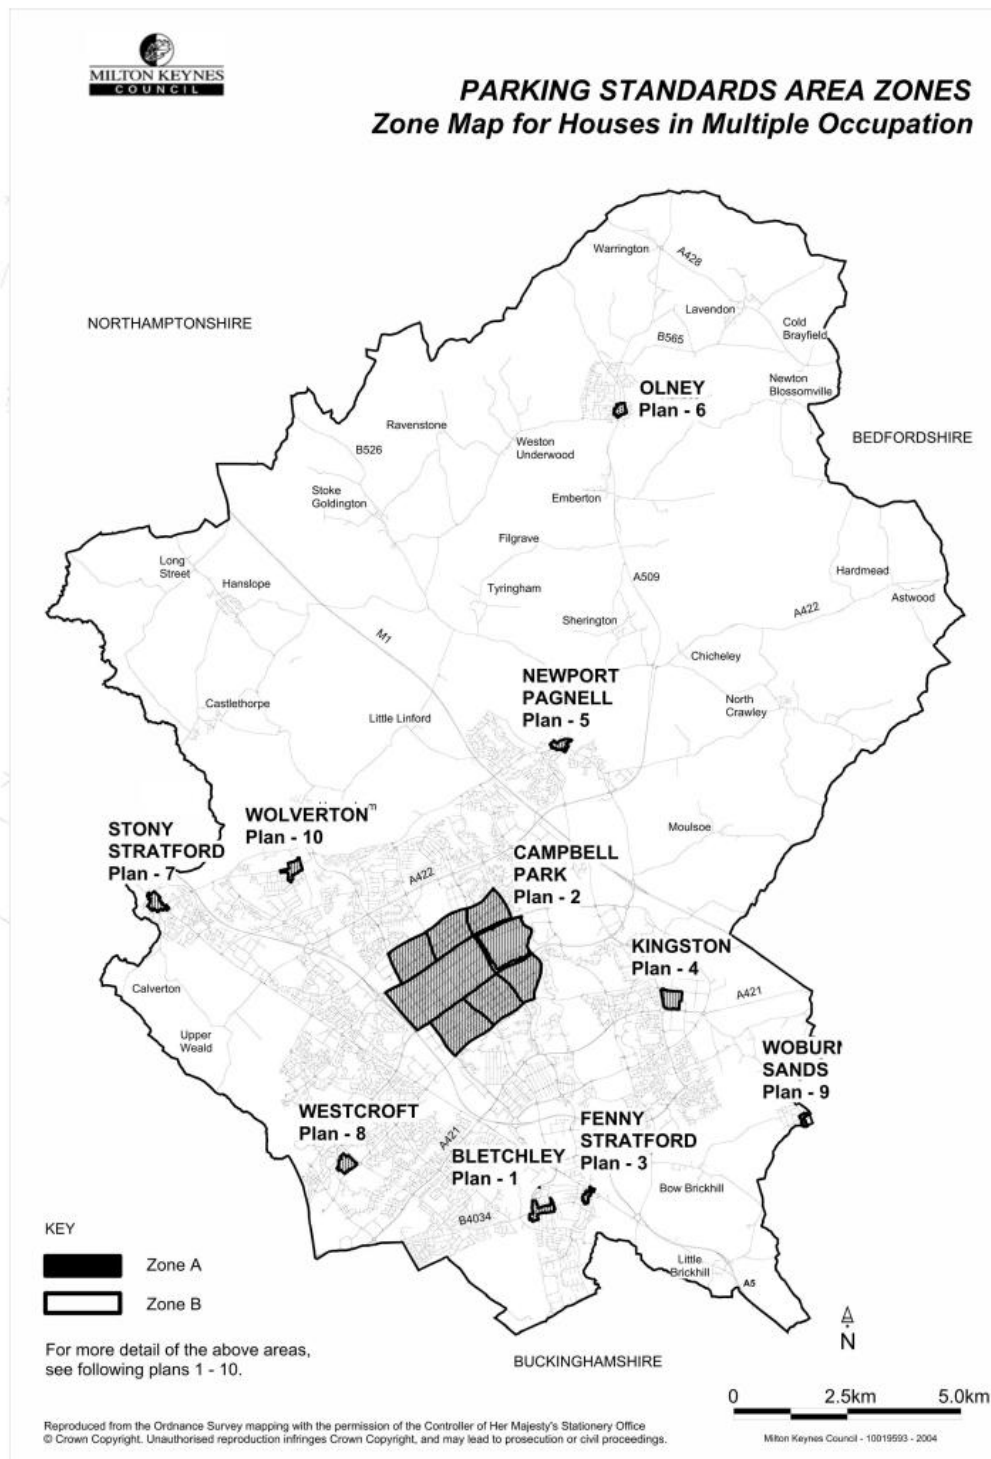 MILTON KEYNES
COUNCIL
PARKING STANDARDS AREA ZONES
Zone Map for Houses in Multiple Occupation
Warrington
A428
NORTHAMPTONSHIRE
Lavendon
Cold
Brayfield
B565
Newton
Blossomville
OLNEY
Plan - 6
Ravenstone
BEDFORDSHIRE
B526
Weston
Underwood
Stoke
Goldington
Emberton
Filgrave
Long
Street
Hanslope
A509
Hardmead
Tyringham
Astwood
A422
Sherington
M1
Chicheley
NEWPORT
PAGNELL
Plan - 5
North
Crawley
Castlethorpe
Little Linford
WOLVERTON
Plan - 10
STONY
STRATFORD
Plan - 7
Moulsoe
CAMPBELL
PARK
Plan - 2
A422
KINGSTON
Plan - 4
Calverton
A421
Upper
Weald
WOBURN
SANDS
Plan - 9
WESTCROFT
Plan - 8
FENNY
STRATFORD
Plan - 3
A421
BLETCHLEY
Plan - 1
Bow Brickhill
B4034
KEY
Zone A
Zone B
Little
Brickhill
A5
N
For more detail of the above areas,
see following plans 1 - 10.
BUCKINGHAMSHIRE
0 2.5km 5.0km
Reproduced from the Ordnance Survey mapping with the permission of the Controller of Her Majesty's Stationery Office
© Crown Copyright. Unauthorised reproduction infringes Crown Copyright, and may lead to prosecution or civil proceedings.
Milton Keynes Council - 10019593 - 2004